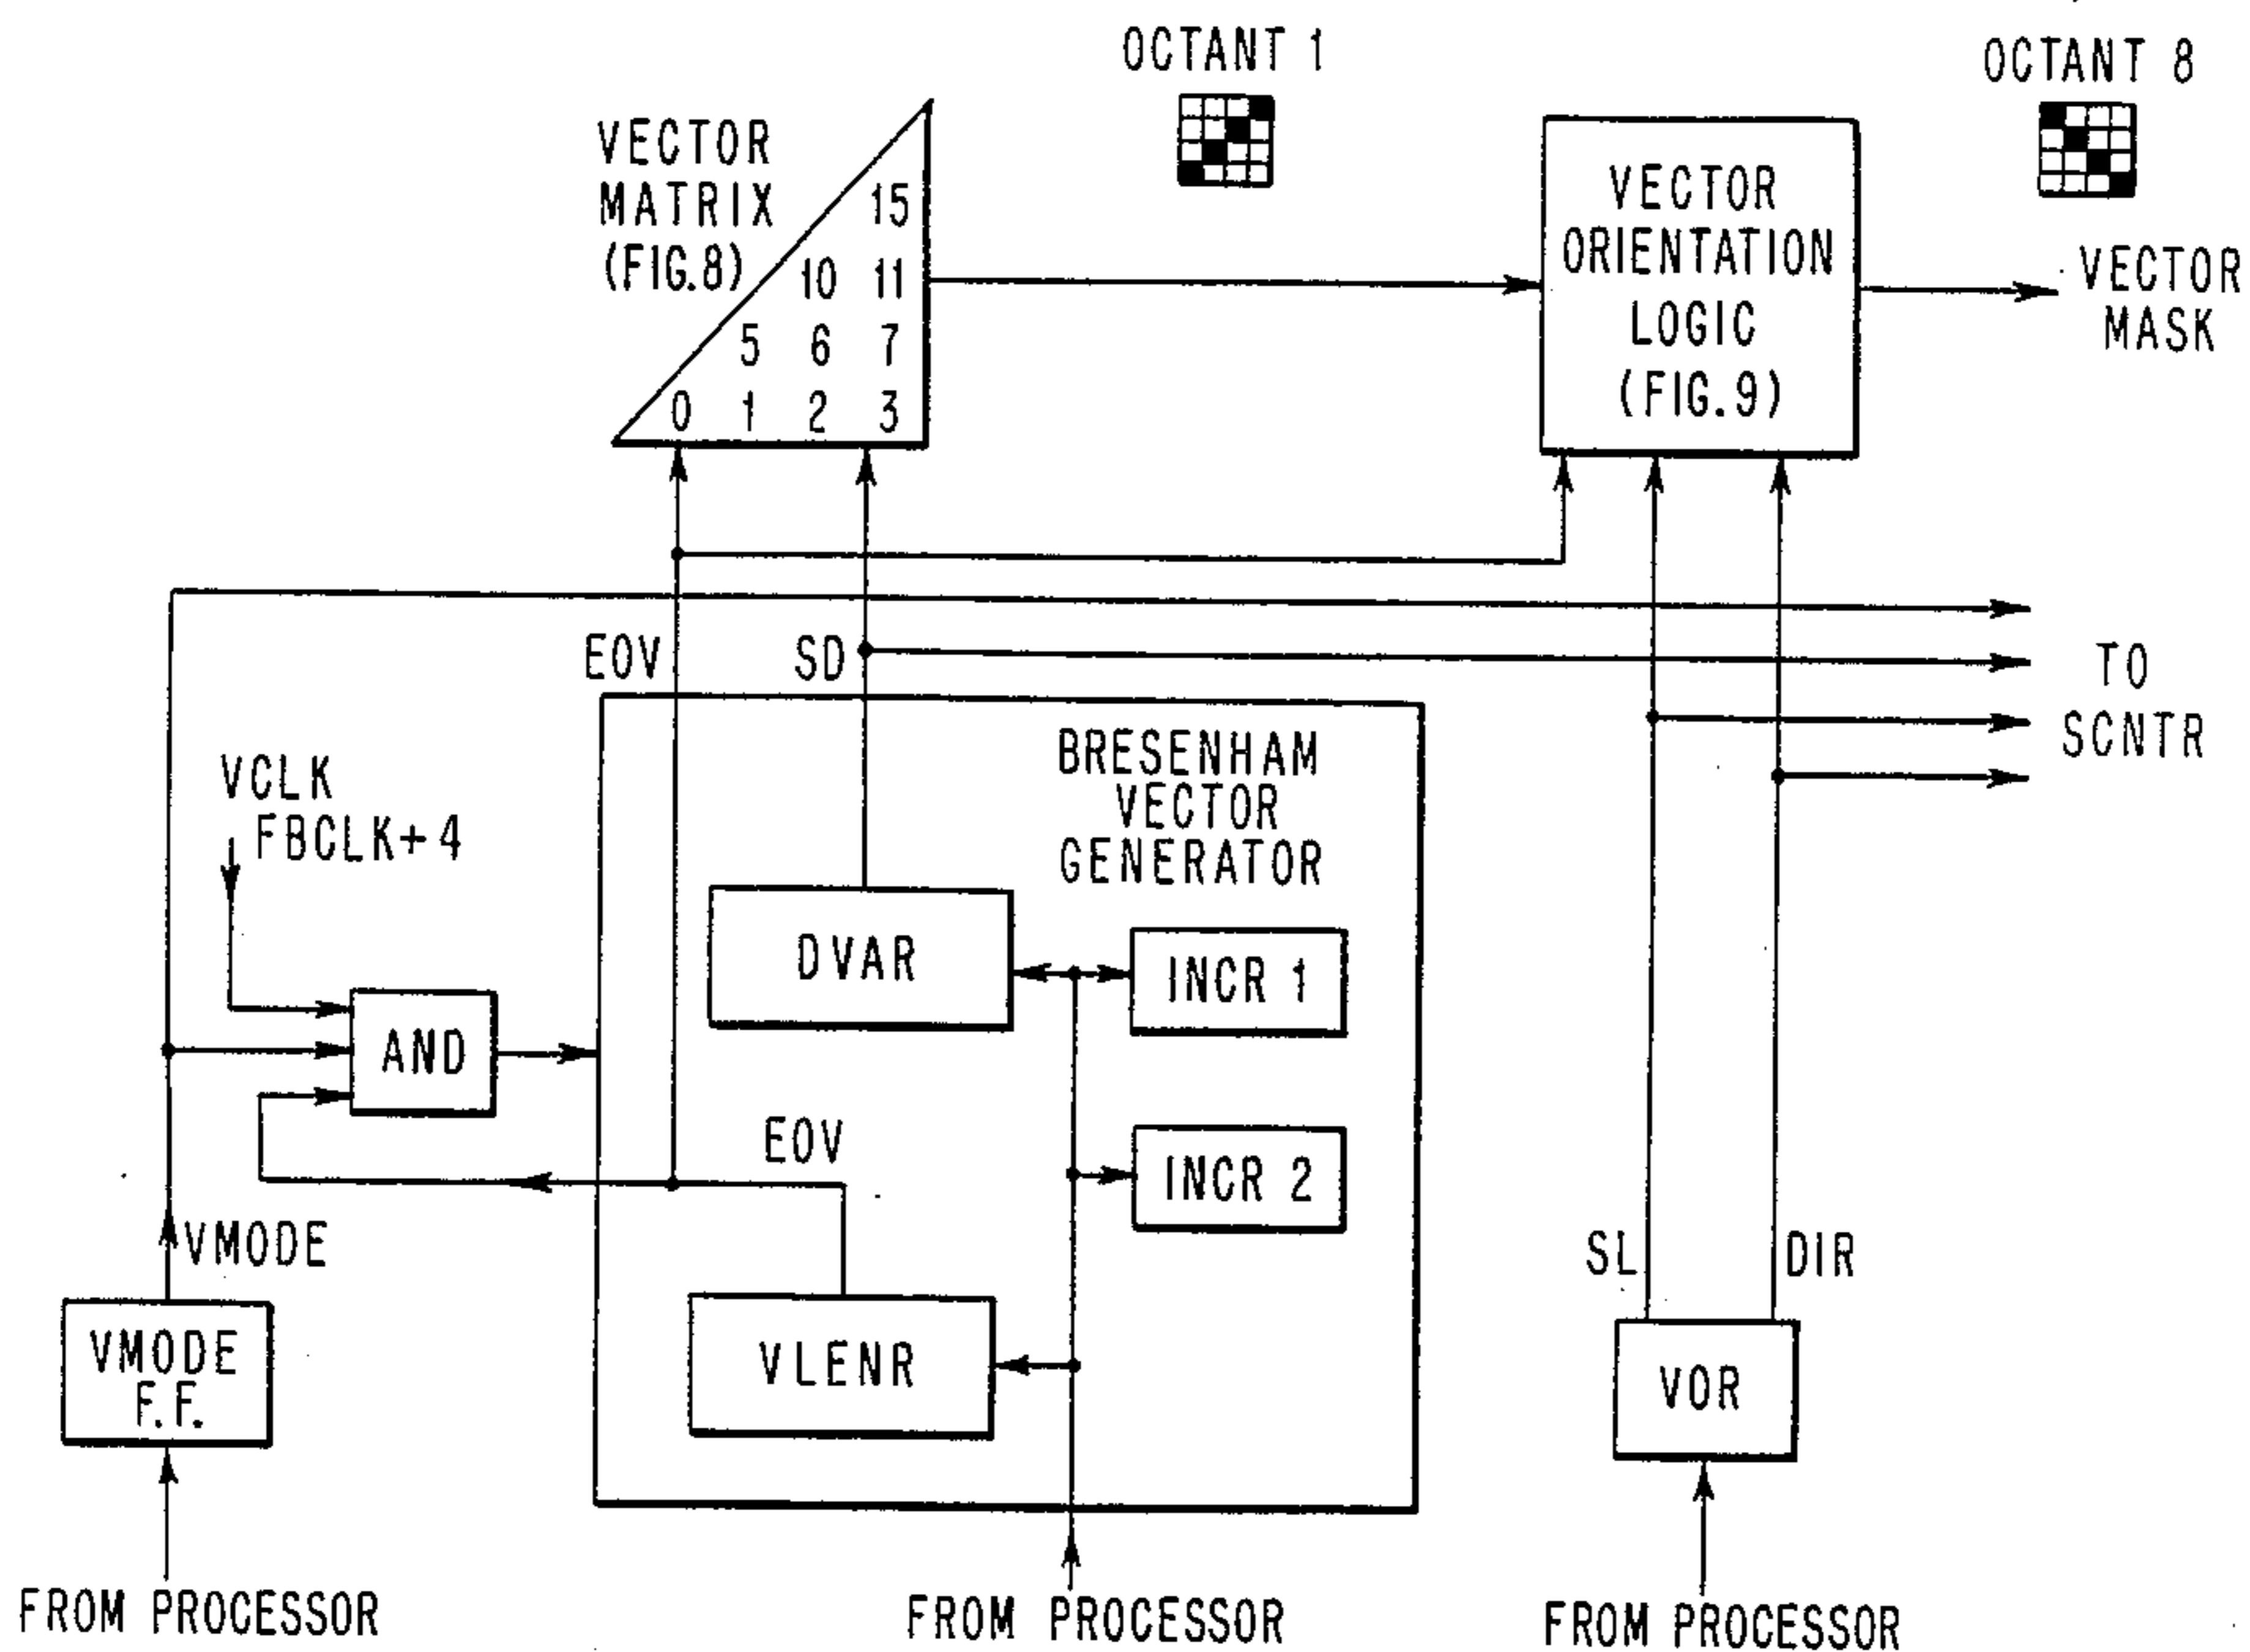 OCTANT 1
OCTANT 8
VECTOR
MATRIX
(FIG.8)
15
10 11
5 6 7
0 1 2 3
VECTOR
ORIENTATION
LOGIC
(FIG.9)
VECTOR
MASK
EOV
SD
TO
SCNTR
VCLK
FBCLK+4
BRESENHAM
VECTOR
GENERATOR
DVAR
INCR 1
AND
EOV
INCR 2
VMODE
SL
DIR
VMODE
F.F.
VLENR
VOR
FROM PROCESSOR
FROM PROCESSOR
FROM PROCESSOR